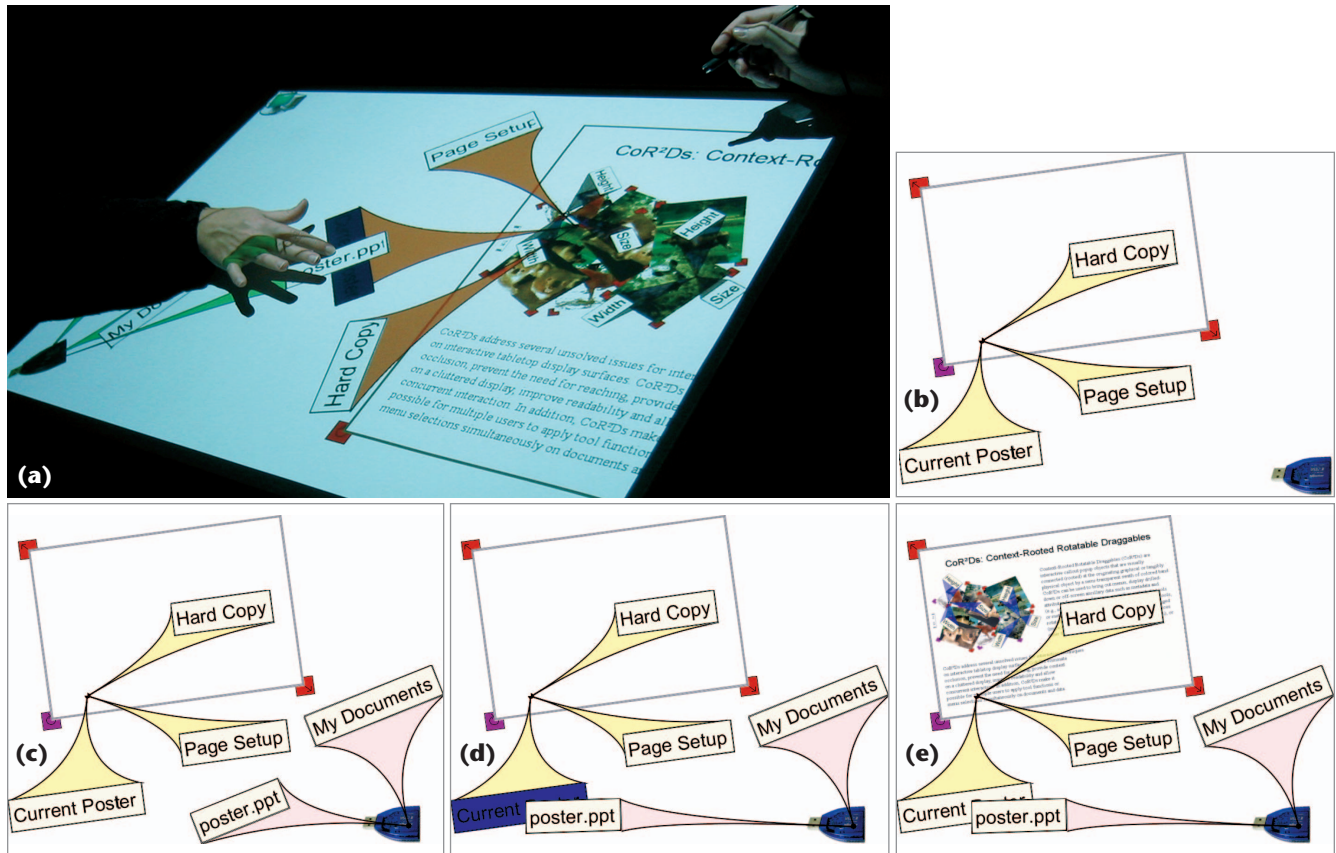 Page Setup
CoR²Ds: Context-Ro
Height
Height
Size
Width
Width
Size
poster.ppt
My Do
Hard Copy
CoR²Ds address several unsolved issues for inte
on interactive tabletop display surfaces. CoR²Ds
occlusion, prevent the need for reaching, provide
on a cluttered display, improve readability and al
concurrent interaction. In addition, CoR²Ds mak
possible for multiple users to apply tool function
menu selections simultaneously on documents a
(a)
Hard Copy
Page Setup
Current Poster
(b)
Hard Copy
My Documents
Page Setup
Current Poster
poster.ppt
(c)
Hard Copy
My Documents
Page Setup
Current
poster.ppt
(d)
CoR²Ds: Context-Rooted Rotatable Draggables
Hard Copy
My Documents
Page Setup
Current
poster.ppt
(e)